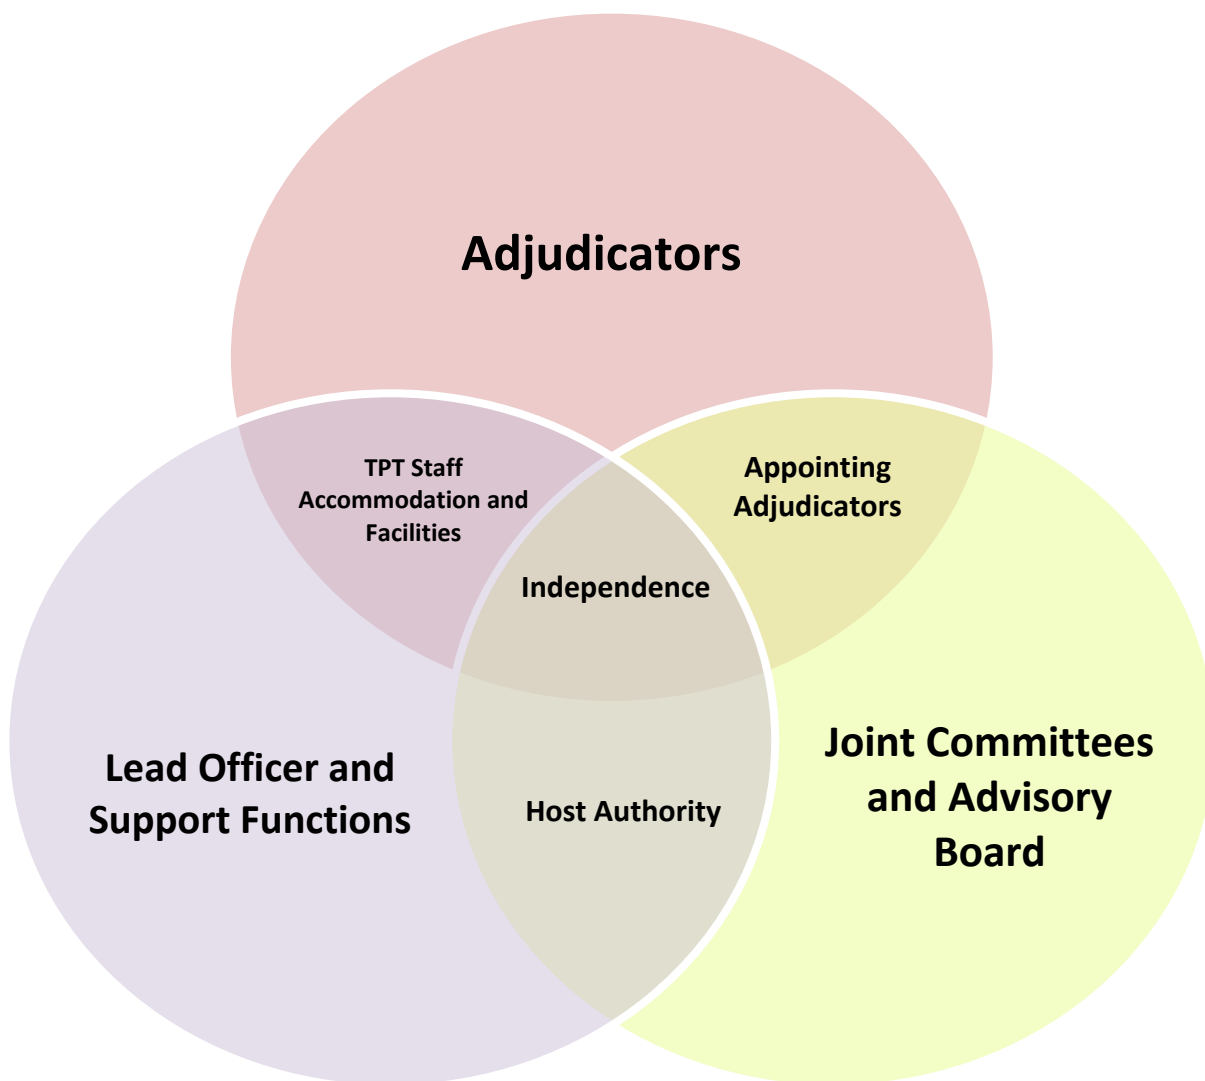 Adjudicators
TPT Staff
Accommodation and
Facilities
Appointing
Adjudicators
Independence
Lead Officer and
Support Functions
Host Authority
Joint Committees
and Advisory
Board